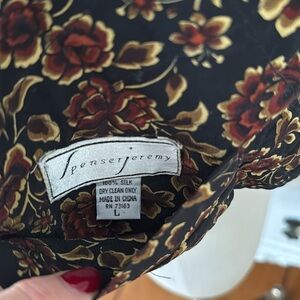 Spenser Jeremy
100% SILK
DRY CLEAN ONLY
MADE IN CHINA
RN 73163
L